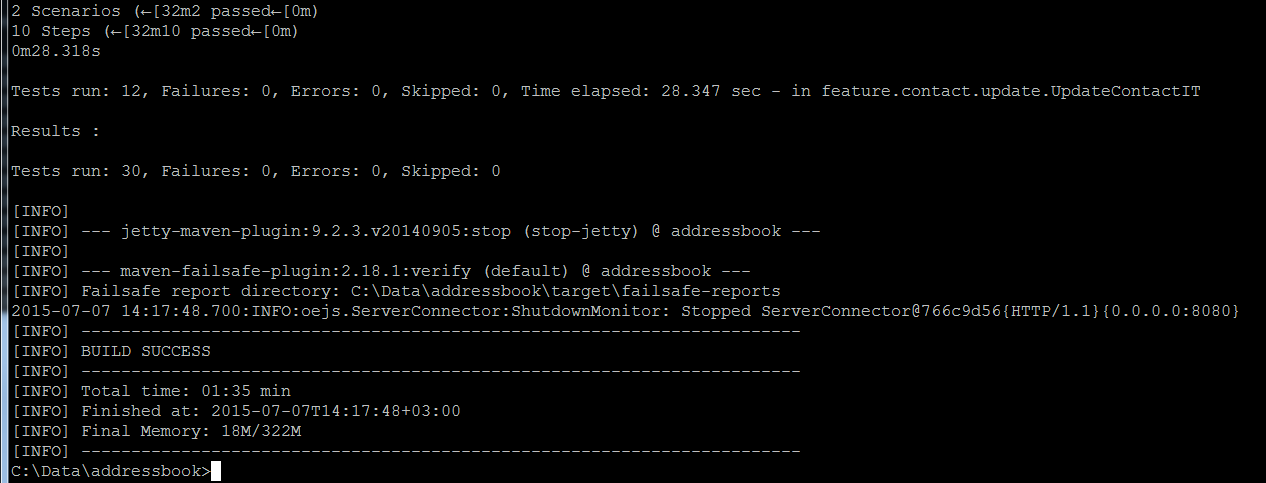 2 Scenarios (←[32m2 passed←[0m)
10 Steps (←[32m10 passed←[0m)
0m28.318s
Tests run: 12, Failures: 0, Errors: 0, Skipped: 0, Time elapsed: 28.347 sec - in feature.contact.update.UpdateContactIT
Results :
Tests run: 30, Failures: 0, Errors: 0, Skipped: 0
[INFO]
[INFO] --- jetty-maven-plugin:9.2.3.v20140905:stop (stop-jetty) @ addressbook ---
[INFO]
[INFO] --- maven-failsafe-plugin:2.18.1:verify (default) @ addressbook ---
[INFO] Failsafe report directory: C:\Data\addressbook\target\failsafe-reports
2015-07-07 14:17:48.700:INFO:oejs.ServerConnector:ShutdownMonitor: Stopped ServerConnector@766c9d56{HTTP/1.1}{0.0.0.0:8080}
[INFO] ------------------------------------------------------------------------
[INFO] BUILD SUCCESS
[INFO] ------------------------------------------------------------------------
[INFO] Total time: 01:35 min
[INFO] Finished at: 2015-07-07T14:17:48+03:00
[INFO] Final Memory: 18M/322M
[INFO] ------------------------------------------------------------------------
C:\Data\addressbook>